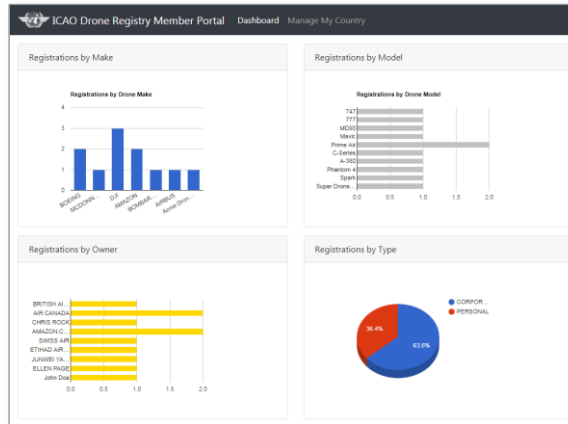 ICAO Drone Registry Member Portal Dashboard Manage My Country
Registrations by Make
Registrations by Drone Make
4
3
2
1
0
BOEING
MCDONN...
DJI
AMAZON
BOMBAR...
AIRBUS
Acme Dron...
Registrations by Model
Registrations by Drone Model
747
777
MD90
Mavic
Prime Air
C-Series
A-380
Phantom 4
Spark
Super Drone...
0.0 0.5 1.0 1.5 2.0
Registrations by Owner
BRITISH AI...
AIR CANADA
CHRIS ROCK
AMAZON C...
SWISS AIR
ETIHAD AIR...
JUNWEI YA...
ELLEN PAGE
John Doe
0.0 0.5 1.0 1.5 2.0
Registrations by Type
36.4%
63.6%
CORPOR...
PERSONAL